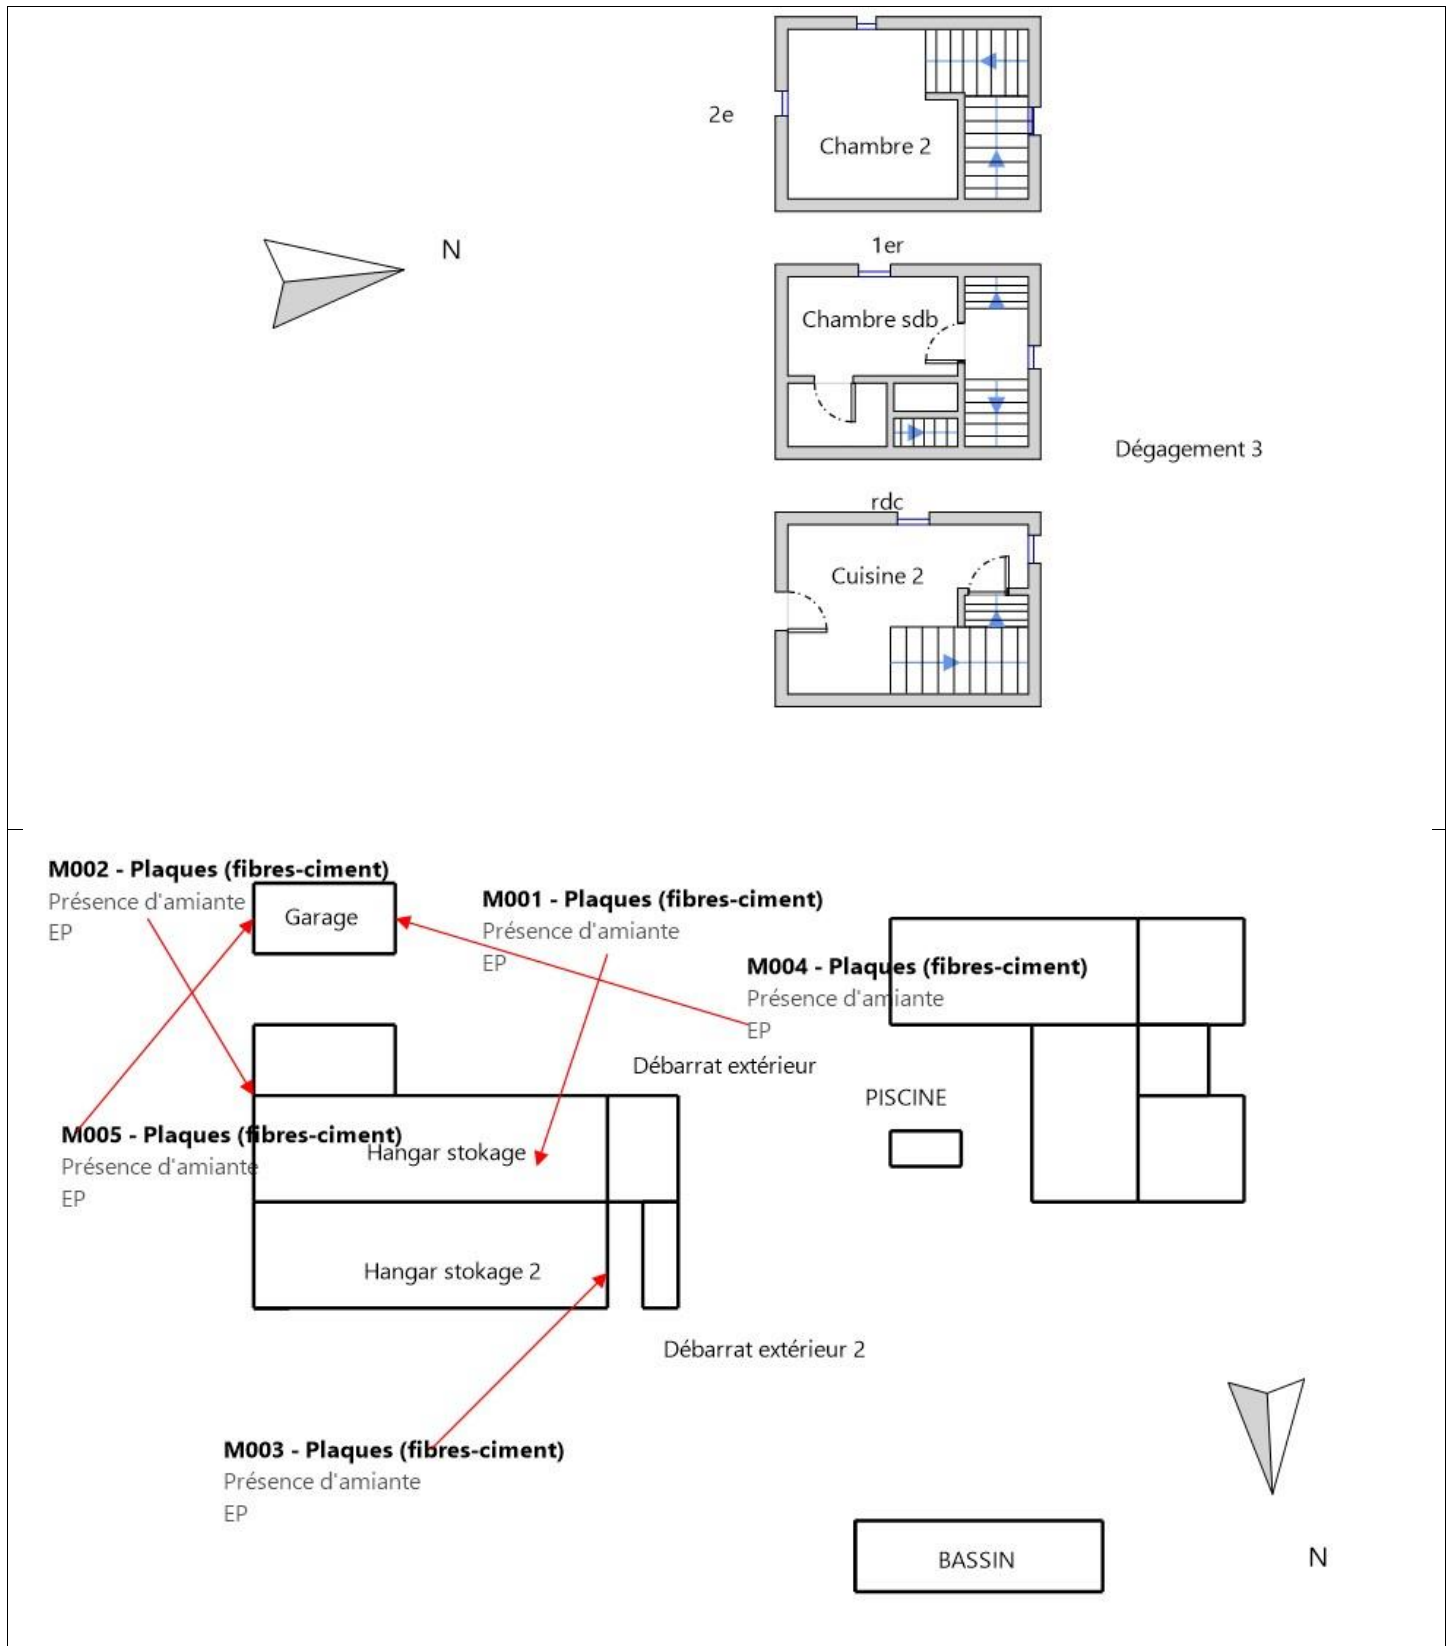 2e
Chambre 2
N
1er
Chambre sdb
Dégagement 3
rdc
Cuisine 2
M002 - Plaques (fibres-ciment)
Présence d'amiante
EP
Garage
M001 - Plaques (fibres-ciment)
Présence d'amiante
EP
M004 - Plaques (fibres-ciment)
Présence d'amiante
EP
Débarrat extérieur
PISCINE
M005 - Plaques (fibres-ciment)
Présence d'amiante
EP
Hangar stokage
Hangar stokage 2
Débarrat extérieur 2
M003 - Plaques (fibres-ciment)
Présence d'amiante
EP
BASSIN
N